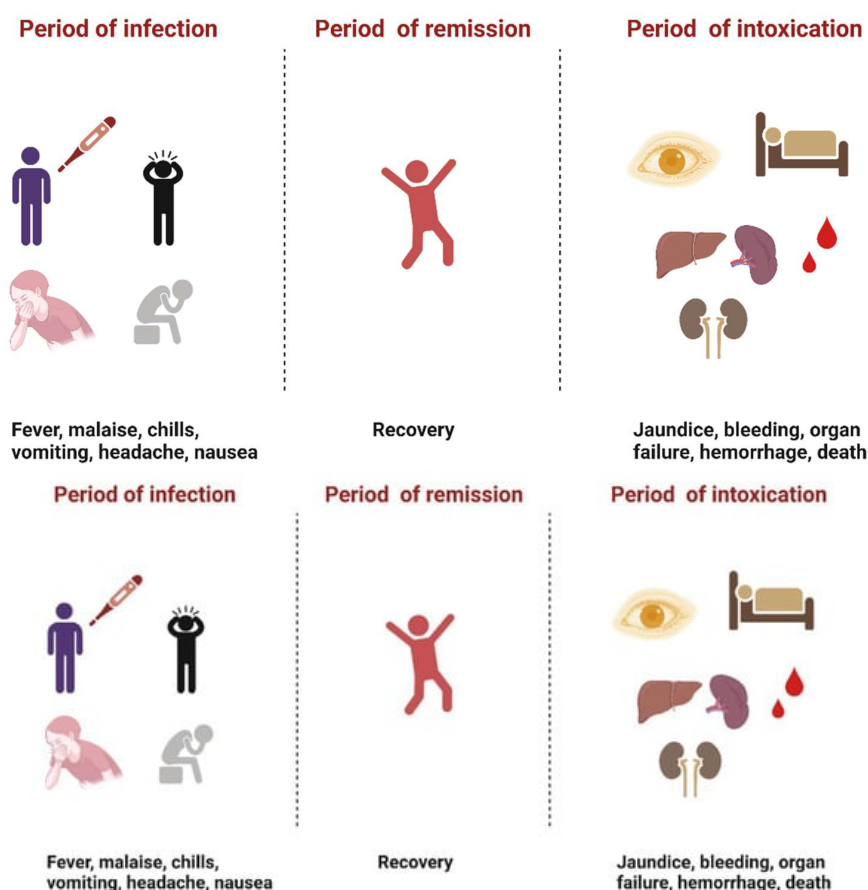 Period of infection
Period of remission
Period of intoxication
Fever, malaise, chills,
vomiting, headache, nausea
Recovery
Jaundice, bleeding, organ
failure, hemorrhage, death
Period of infection
Period of remission
Period of intoxication
Fever, malaise, chills,
vomiting, headache, nausea
Recovery
Jaundice, bleeding, organ
failure, hemorrhage, death